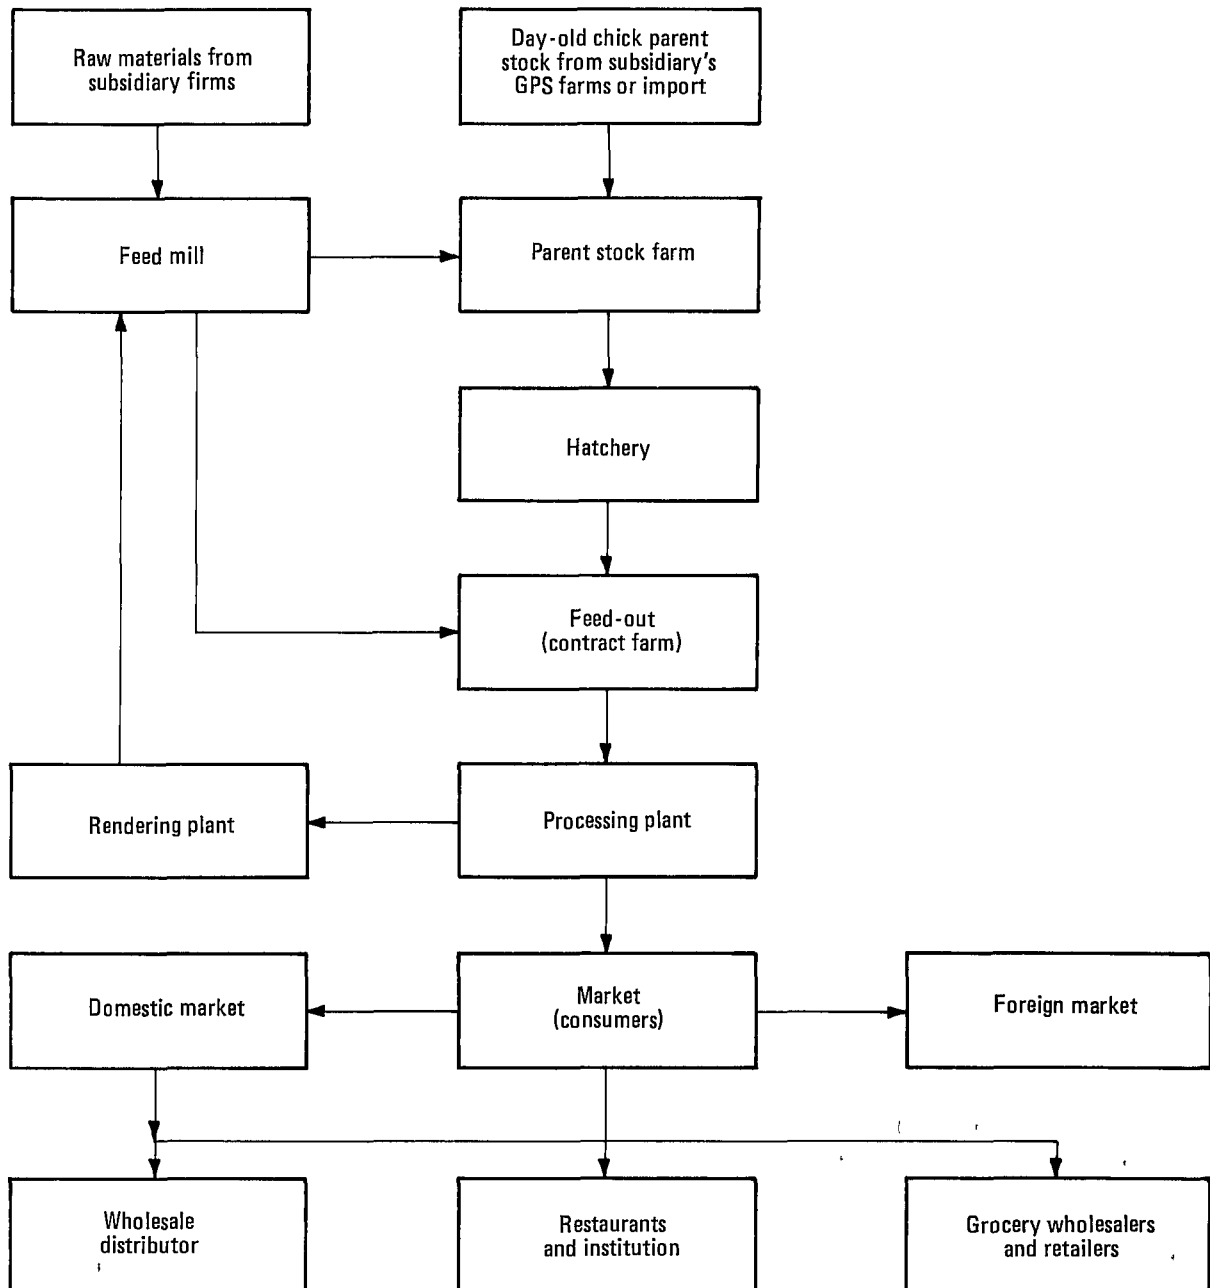 Raw materials from
subsidiary firms
Day-old chick parent
stock from subsidiary's
GPS farms or import
Feed mill
Parent stock farm
Hatchery
Feed-out
(contract farm)
Rendering plant
Processing plant
Domestic market
Market
(consumers)
Foreign market
Wholesale
distributor
Restaurants
and institution
Grocery wholesalers
and retailers